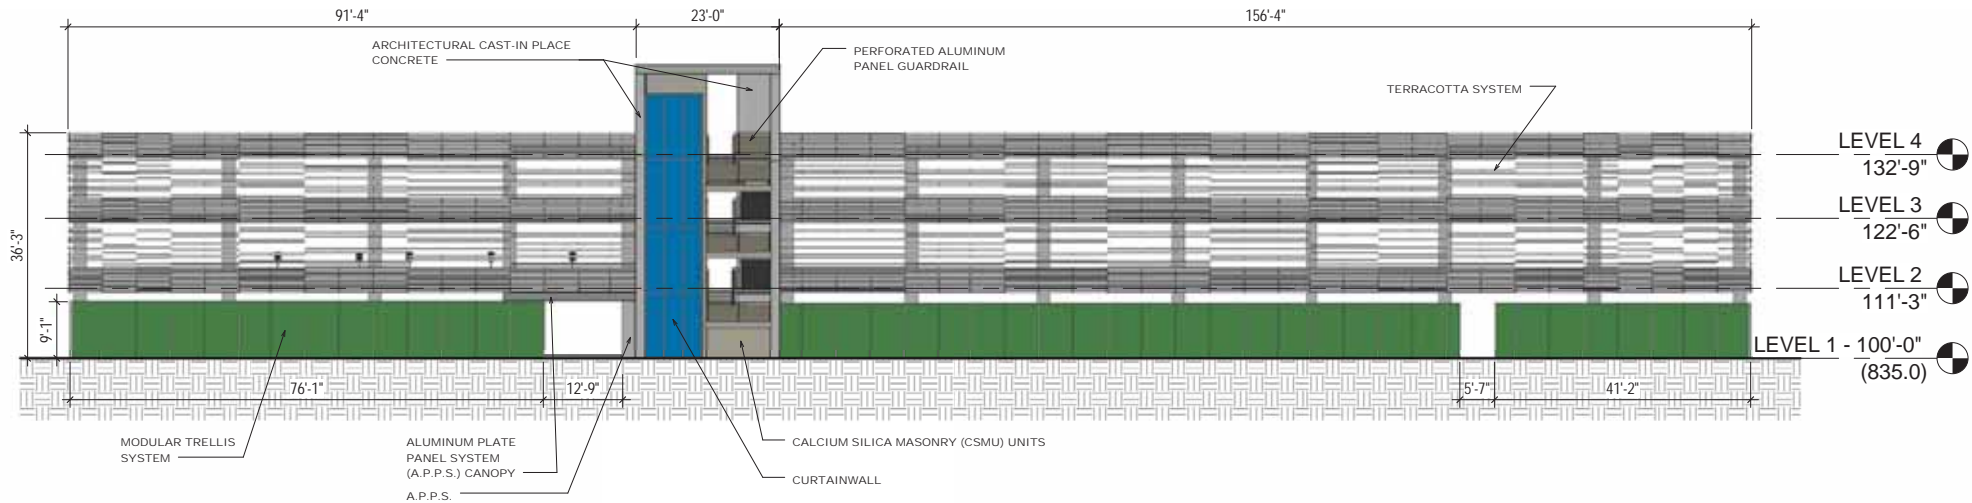 91'-4"
23'-0"
156'-4"
ARCHITECTURAL CAST-IN PLACE
CONCRETE
PERFORATED ALUMINUM
PANEL GUARDRAIL
TERRACOTTA SYSTEM
LEVEL 4
132'-9"
LEVEL 3
122'-6"
36'-3"
LEVEL 2
111'-3"
9'-1"
LEVEL 1 - 100'-0"
(835.0)
76'-1"
12'-9"
5'-7"
41'-2"
MODULAR TRELLIS
SYSTEM
ALUMINUM PLATE
PANEL SYSTEM
(A.P.P.S.) CANOPY
A.P.P.S.
CALCIUM SILICA MASONRY (CSMU) UNITS
CURTAINWALL